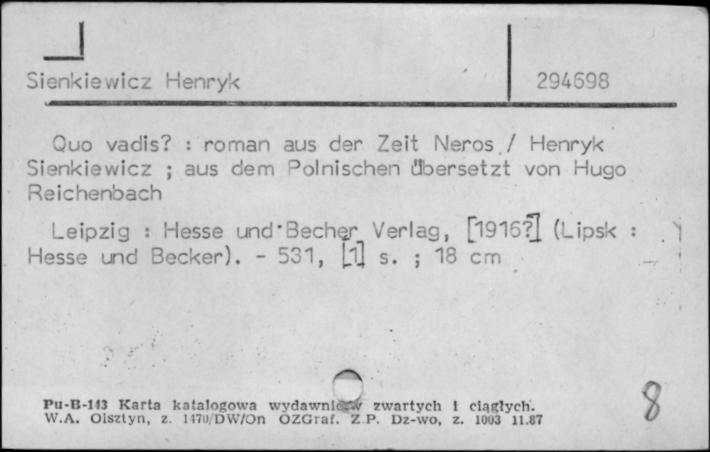 Sienkiewicz Henryk 294698
Quo vadis? : roman aus der Zeit Neros / Henryk
Sienkiewicz ; aus dem Polnischen übersetzt von Hugo
Reichenbach
Leipzig : Hesse und Becher Verlag, [1916?] (Lipsk :
Hesse und Becker). - 531, [1] s. ; 18 cm
8
Pu-B-143 Karta katalogowa wydawnictw zwartych i ciągłych.
W.A. Olsztyn, z. 1470/DW/On OZGraf. Z.P. Dz-wo, z. 1003 11.87